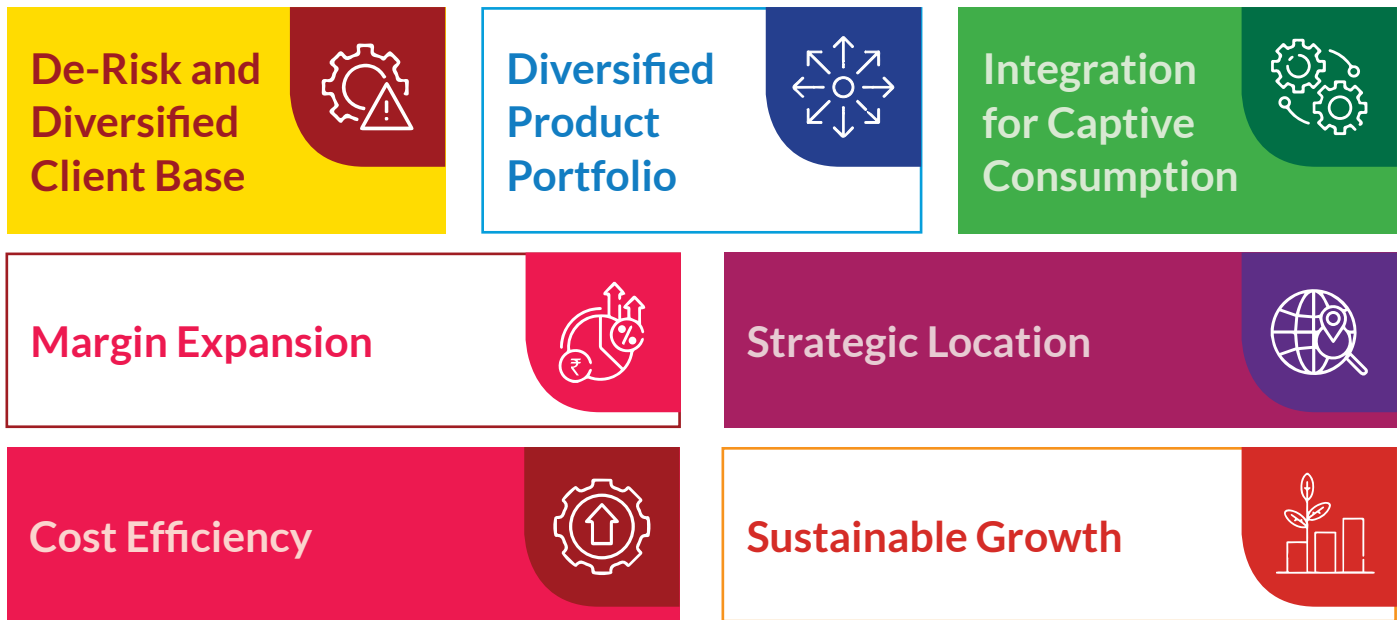 De-Risk and
Diversified
Client Base
Diversified
Product
Portfolio
Integration
for Captive
Consumption
Margin Expansion
%
₹
Strategic Location
Cost Efficiency
Sustainable Growth